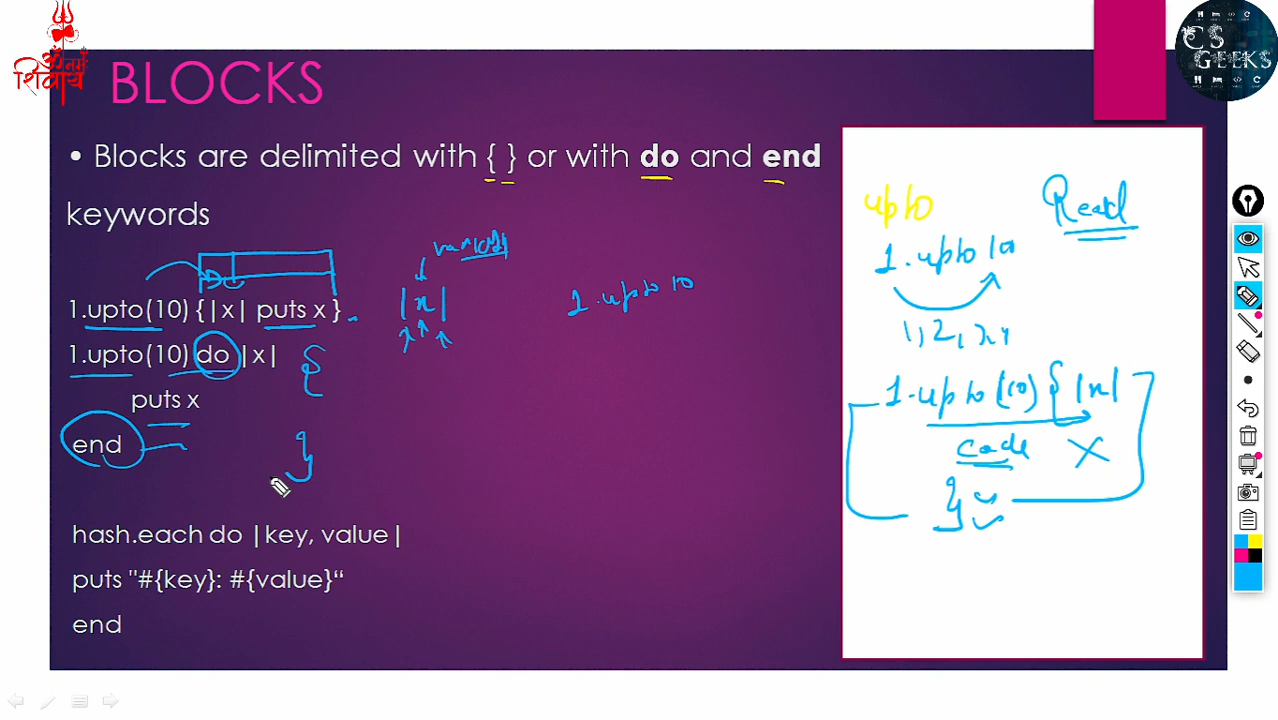 ॐ नमः
शिवाय
CS
GEEKS
BLOCKS
• Blocks are delimited with { } or with do and end
keywords
variable
1.upto(10) {|x| puts x }
|x|
1.upto 10
1.upto(10) do |x|
{
puts x
end
}
hash.each do |key, value|
puts "#{key}: #{value}“
end
upto
Read
1.upto 10
1, 2, 3, 4
1.upto(10) { |x|
code
}